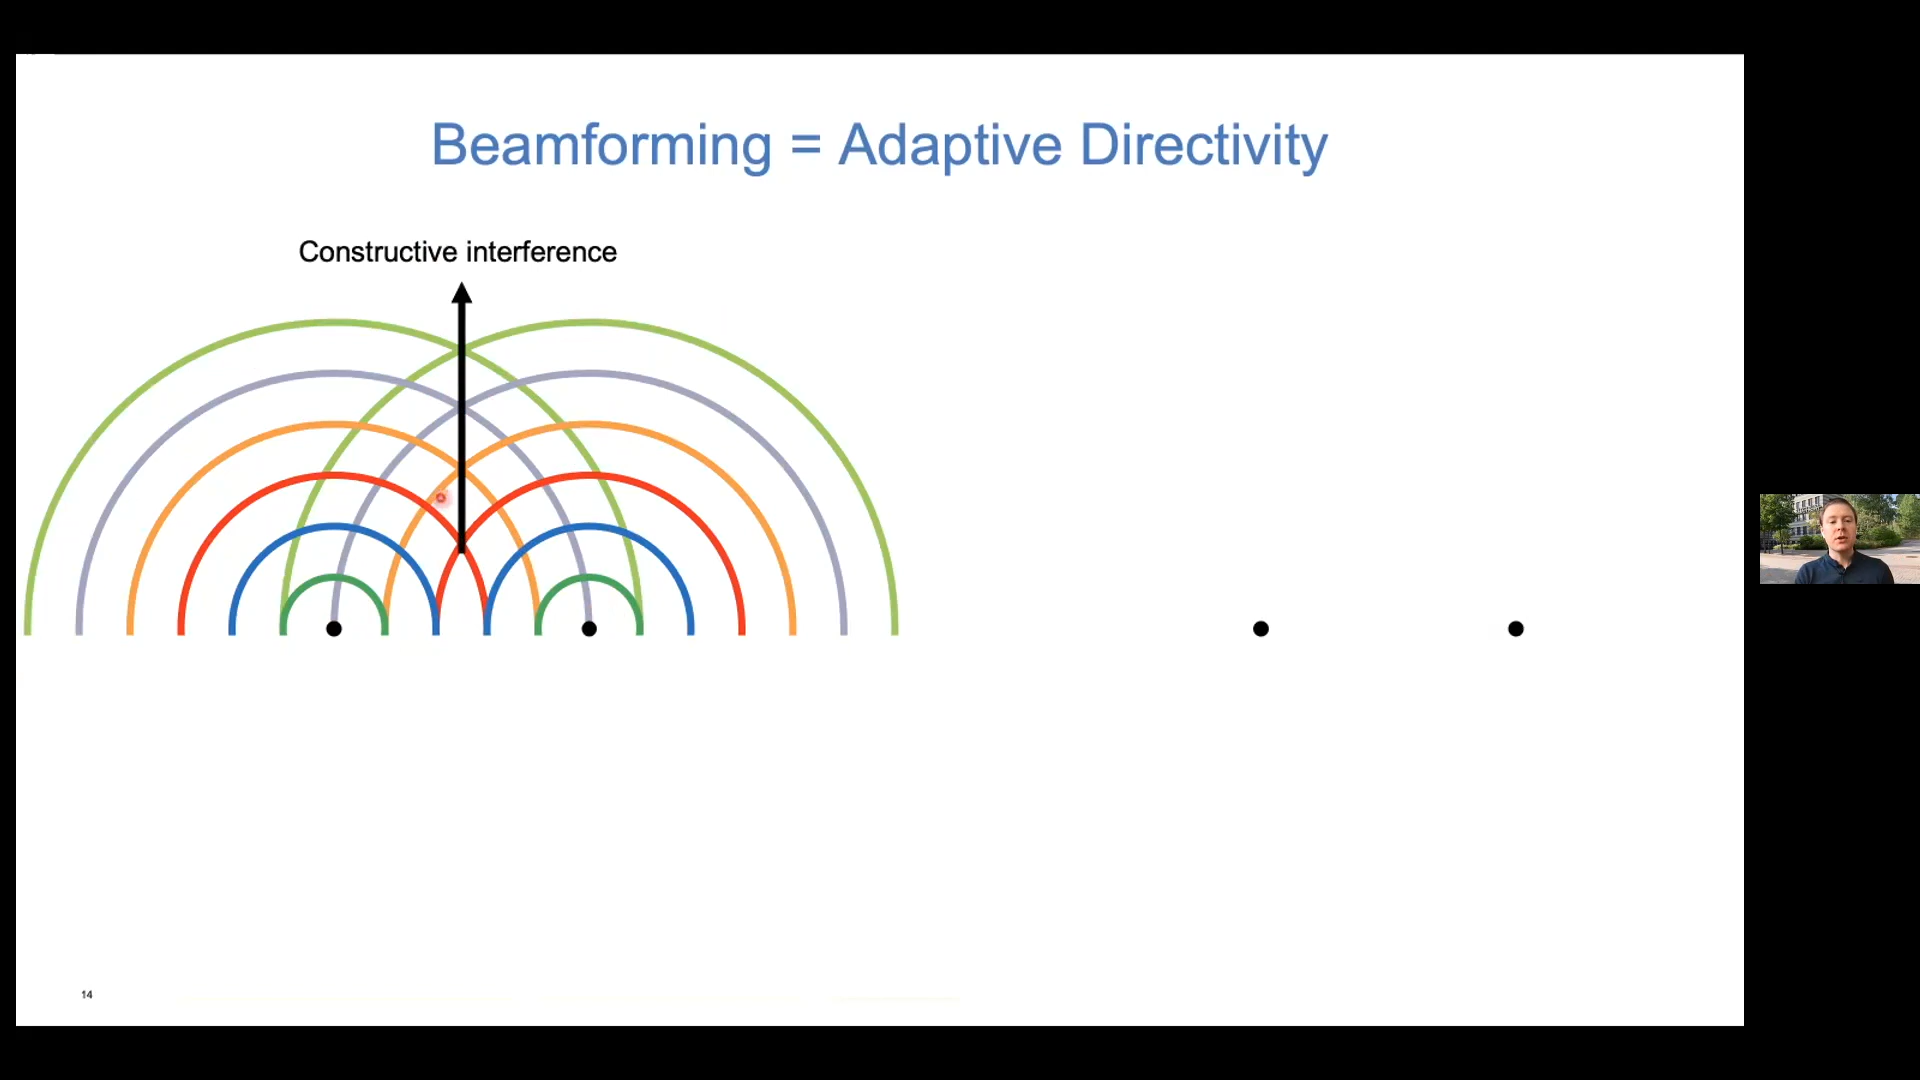 Beamforming = Adaptive Directivity
Constructive interference
14